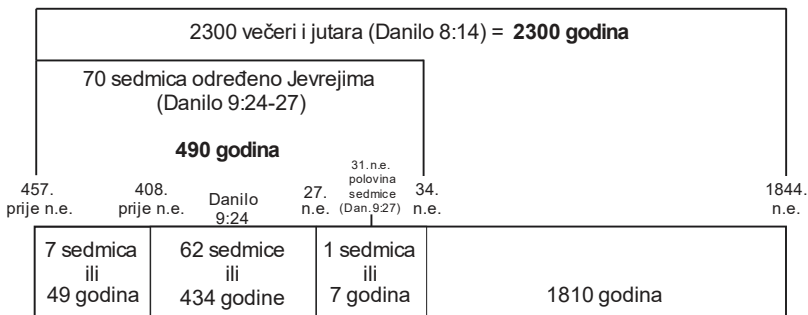 2300 večeri i jutara (Danilo 8:14) = 2300 godina
70 sedmica određeno Jevrejima
(Danilo 9:24-27)
490 godina
457.
prije n.e.
408.
prije n.e.
Danilo
9:24
27.
n.e.
31. n.e.
polovina
sedmice
(Dan. 9:27)
34.
n.e.
1844.
n.e.
7 sedmica
ili
49 godina
62 sedmice
ili
434 godine
1 sedmica
ili
7 godina
1810 godina